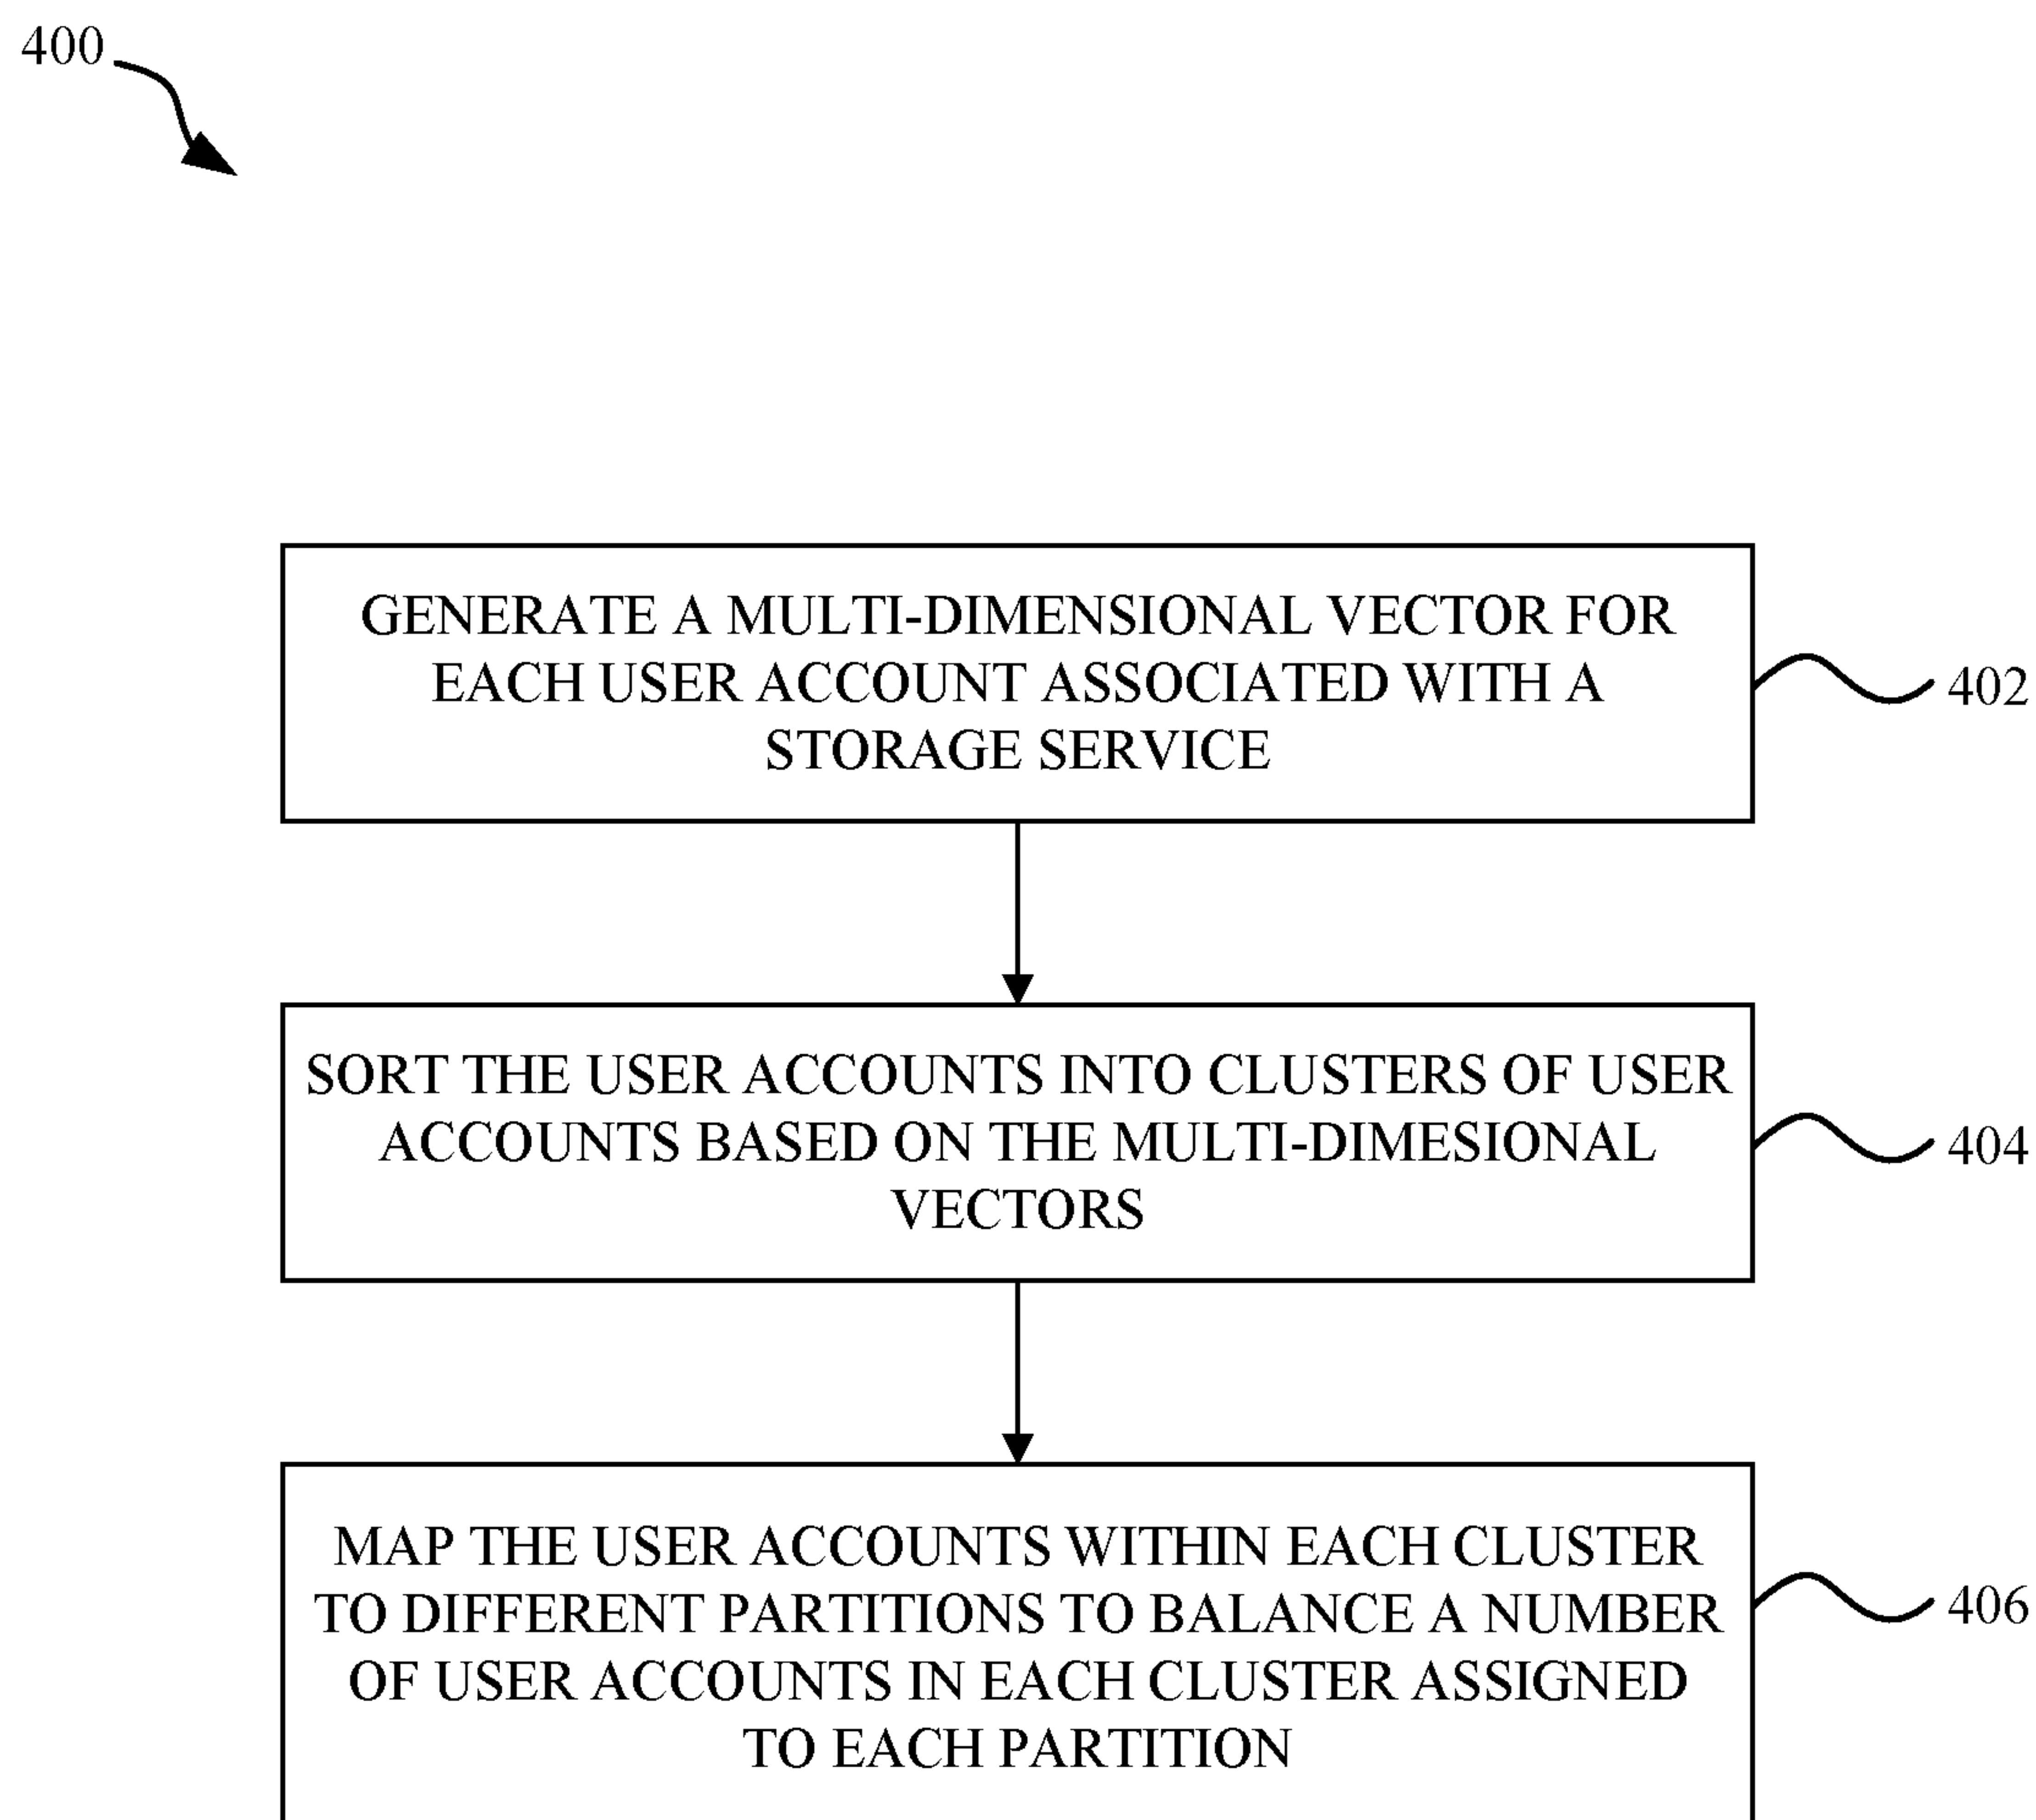 400
GENERATE A MULTI-DIMENSIONAL VECTOR FOR
EACH USER ACCOUNT ASSOCIATED WITH A
STORAGE SERVICE
402
SORT THE USER ACCOUNTS INTO CLUSTERS OF USER
ACCOUNTS BASED ON THE MULTI-DIMESIONAL
VECTORS
404
MAP THE USER ACCOUNTS WITHIN EACH CLUSTER
TO DIFFERENT PARTITIONS TO BALANCE A NUMBER
OF USER ACCOUNTS IN EACH CLUSTER ASSIGNED
TO EACH PARTITION
406